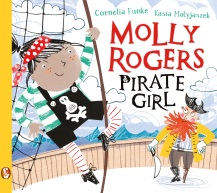 Cornelia Funke Kasia Matyjaszek
MOLLY
ROGERS
PIRATE
GIRL